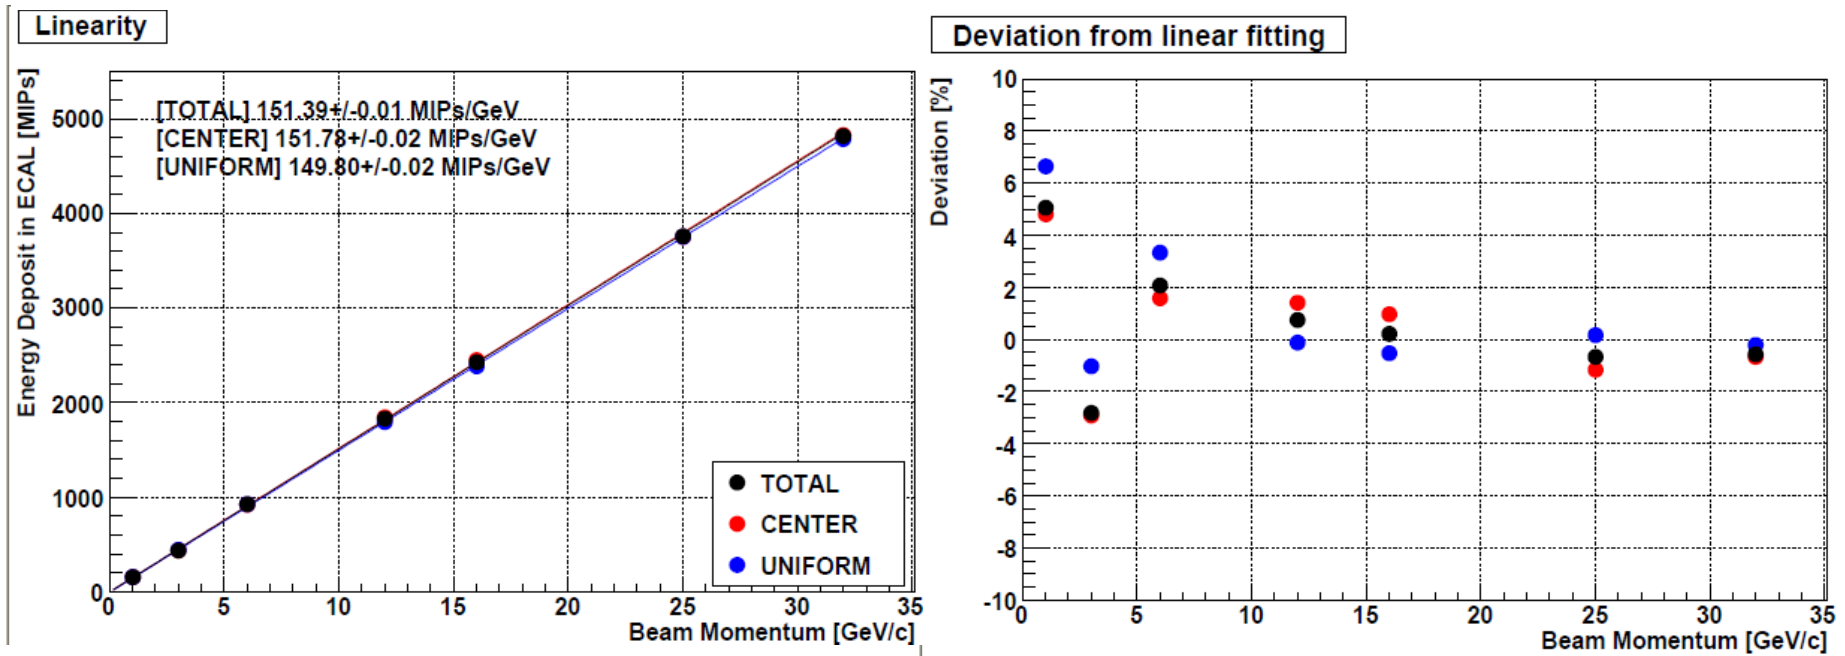 Linearity
Energy Deposit in ECAL [MIPs]
[TOTAL] 151.39+/-0.01 MIPs/GeV
[CENTER] 151.78+/-0.02 MIPs/GeV
[UNIFORM] 149.80+/-0.02 MIPs/GeV
5000
4000
3000
2000
1000
0
TOTAL
CENTER
UNIFORM
0 5 10 15 20 25 30 35
Beam Momentum [GeV/c]
Deviation from linear fitting
Deviation [%]
10
8
6
4
2
0
-2
-4
-6
-8
-10
0 5 10 15 20 25 30 35
Beam Momentum [GeV/c]